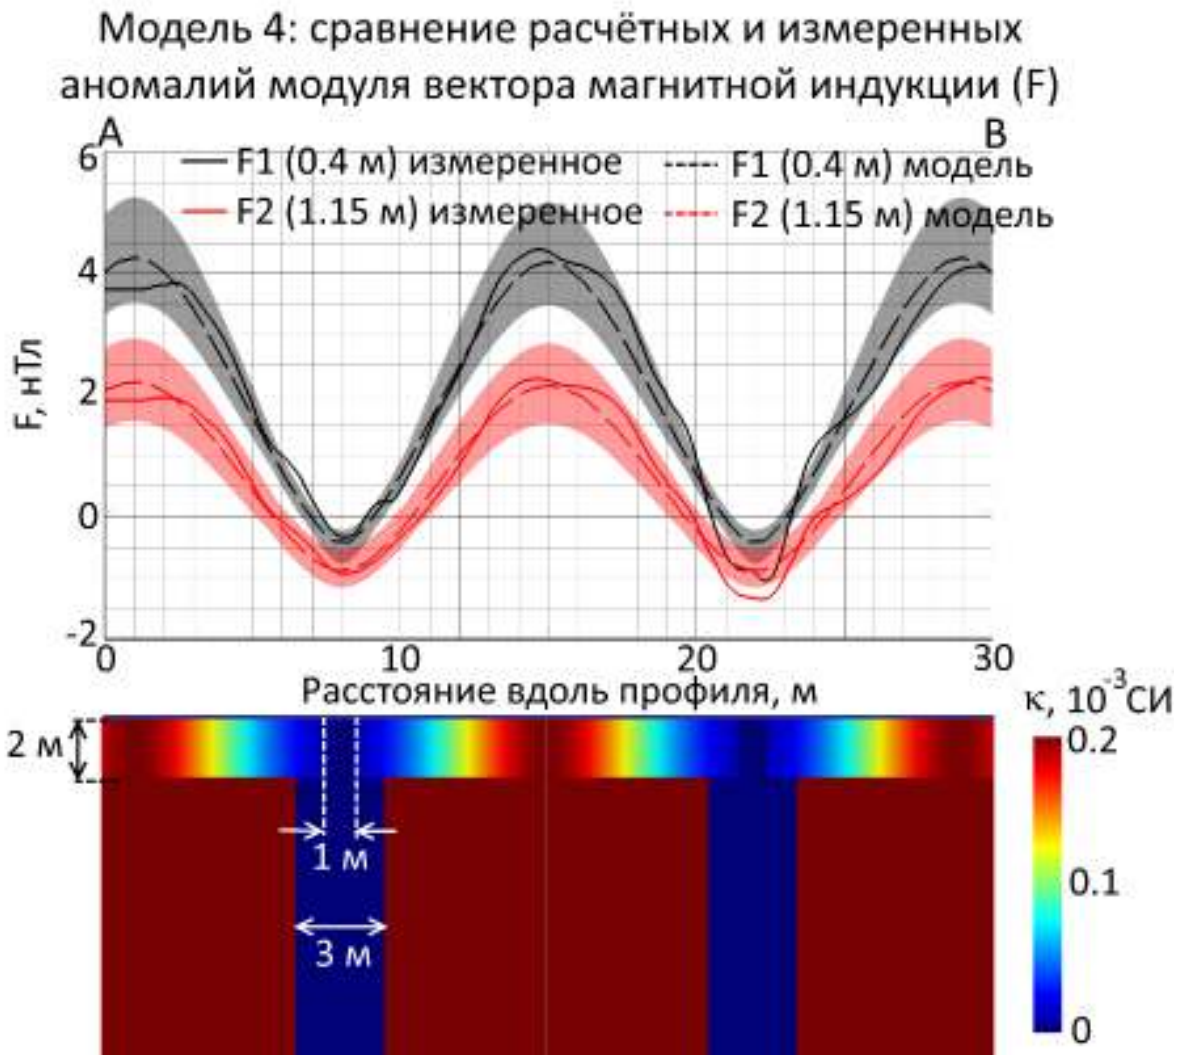 Модель 4: сравнение расчётных и измеренных
аномалий модуля вектора магнитной индукции (F)
A B
F1 (0.4 м) измеренное F1 (0.4 м) модель
F2 (1.15 м) измеренное F2 (1.15 м) модель
6
4
2
0
-2
F, нТл
0 10 20 30
Расстояние вдоль профиля, м
κ, 10⁻³СИ
2 м
1 м
3 м
0.2
0.1
0